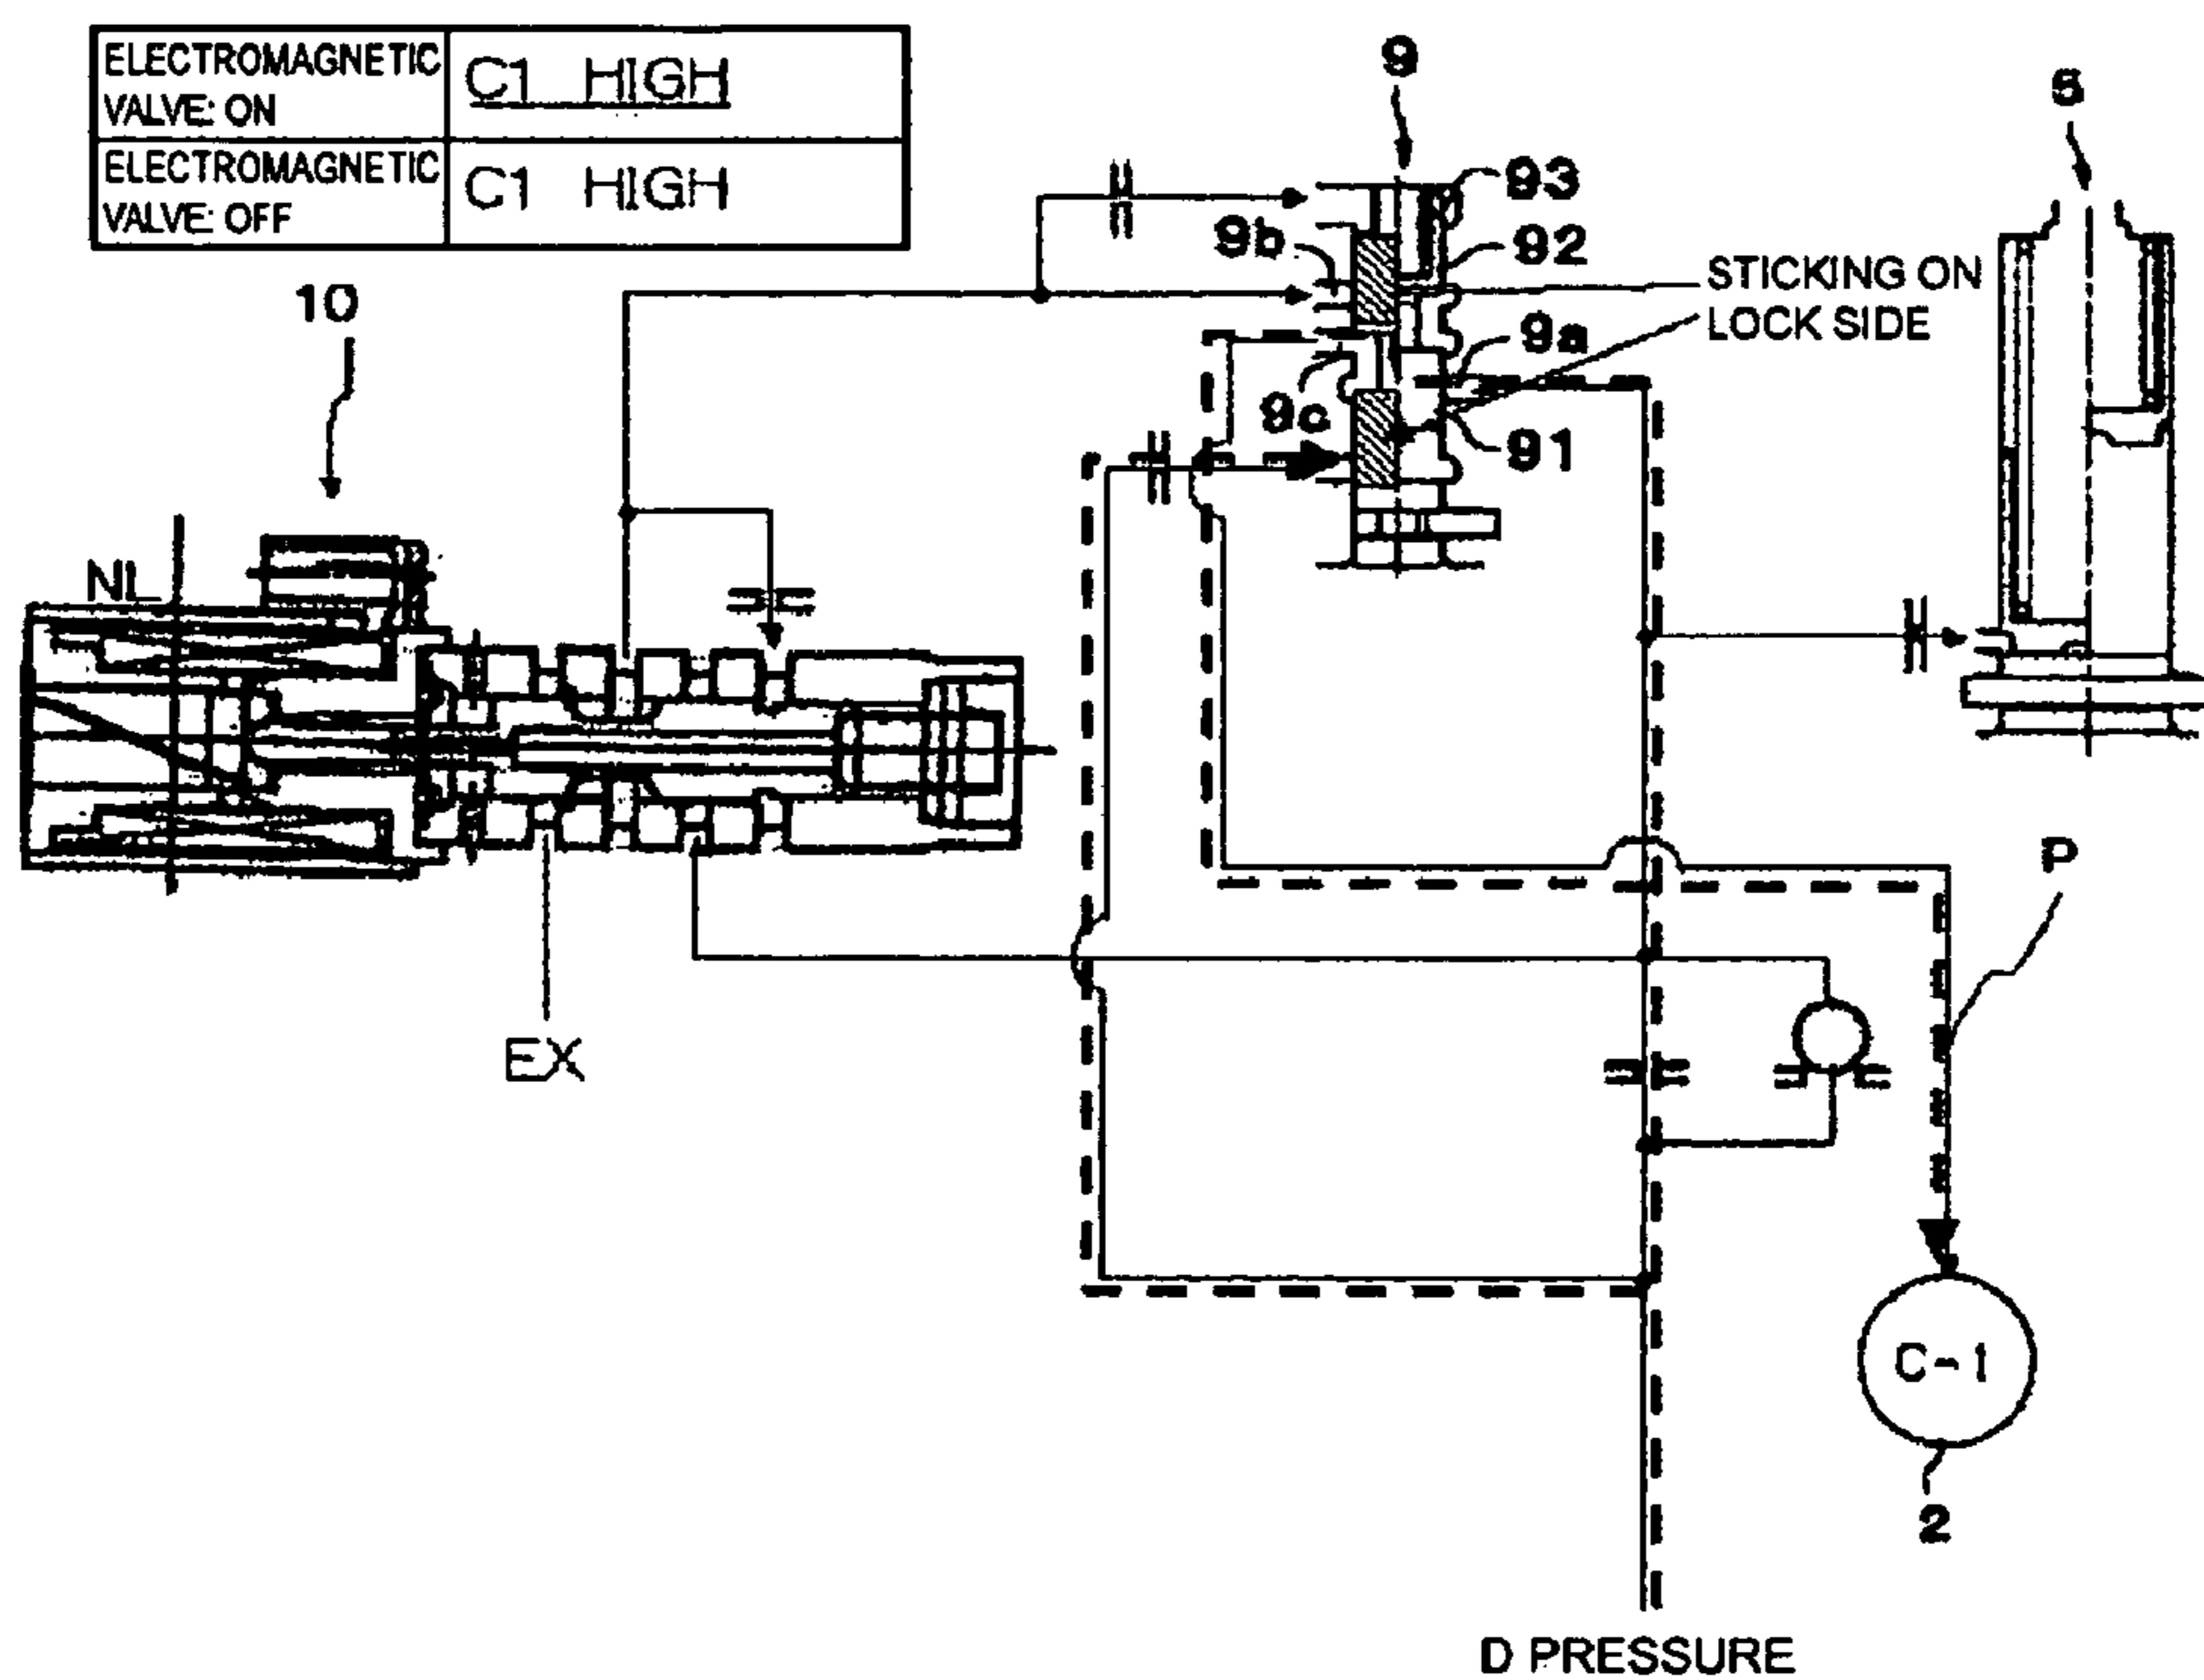 ELECTROMAGNETIC
VALVE: ON
C1 HIGH
ELECTROMAGNETIC
VALVE: OFF
C1 HIGH
9
5
93
9b
92
STICKING ON
LOCK SIDE
10
9a
9c
91
NL
P
EX
C-1
2
D PRESSURE